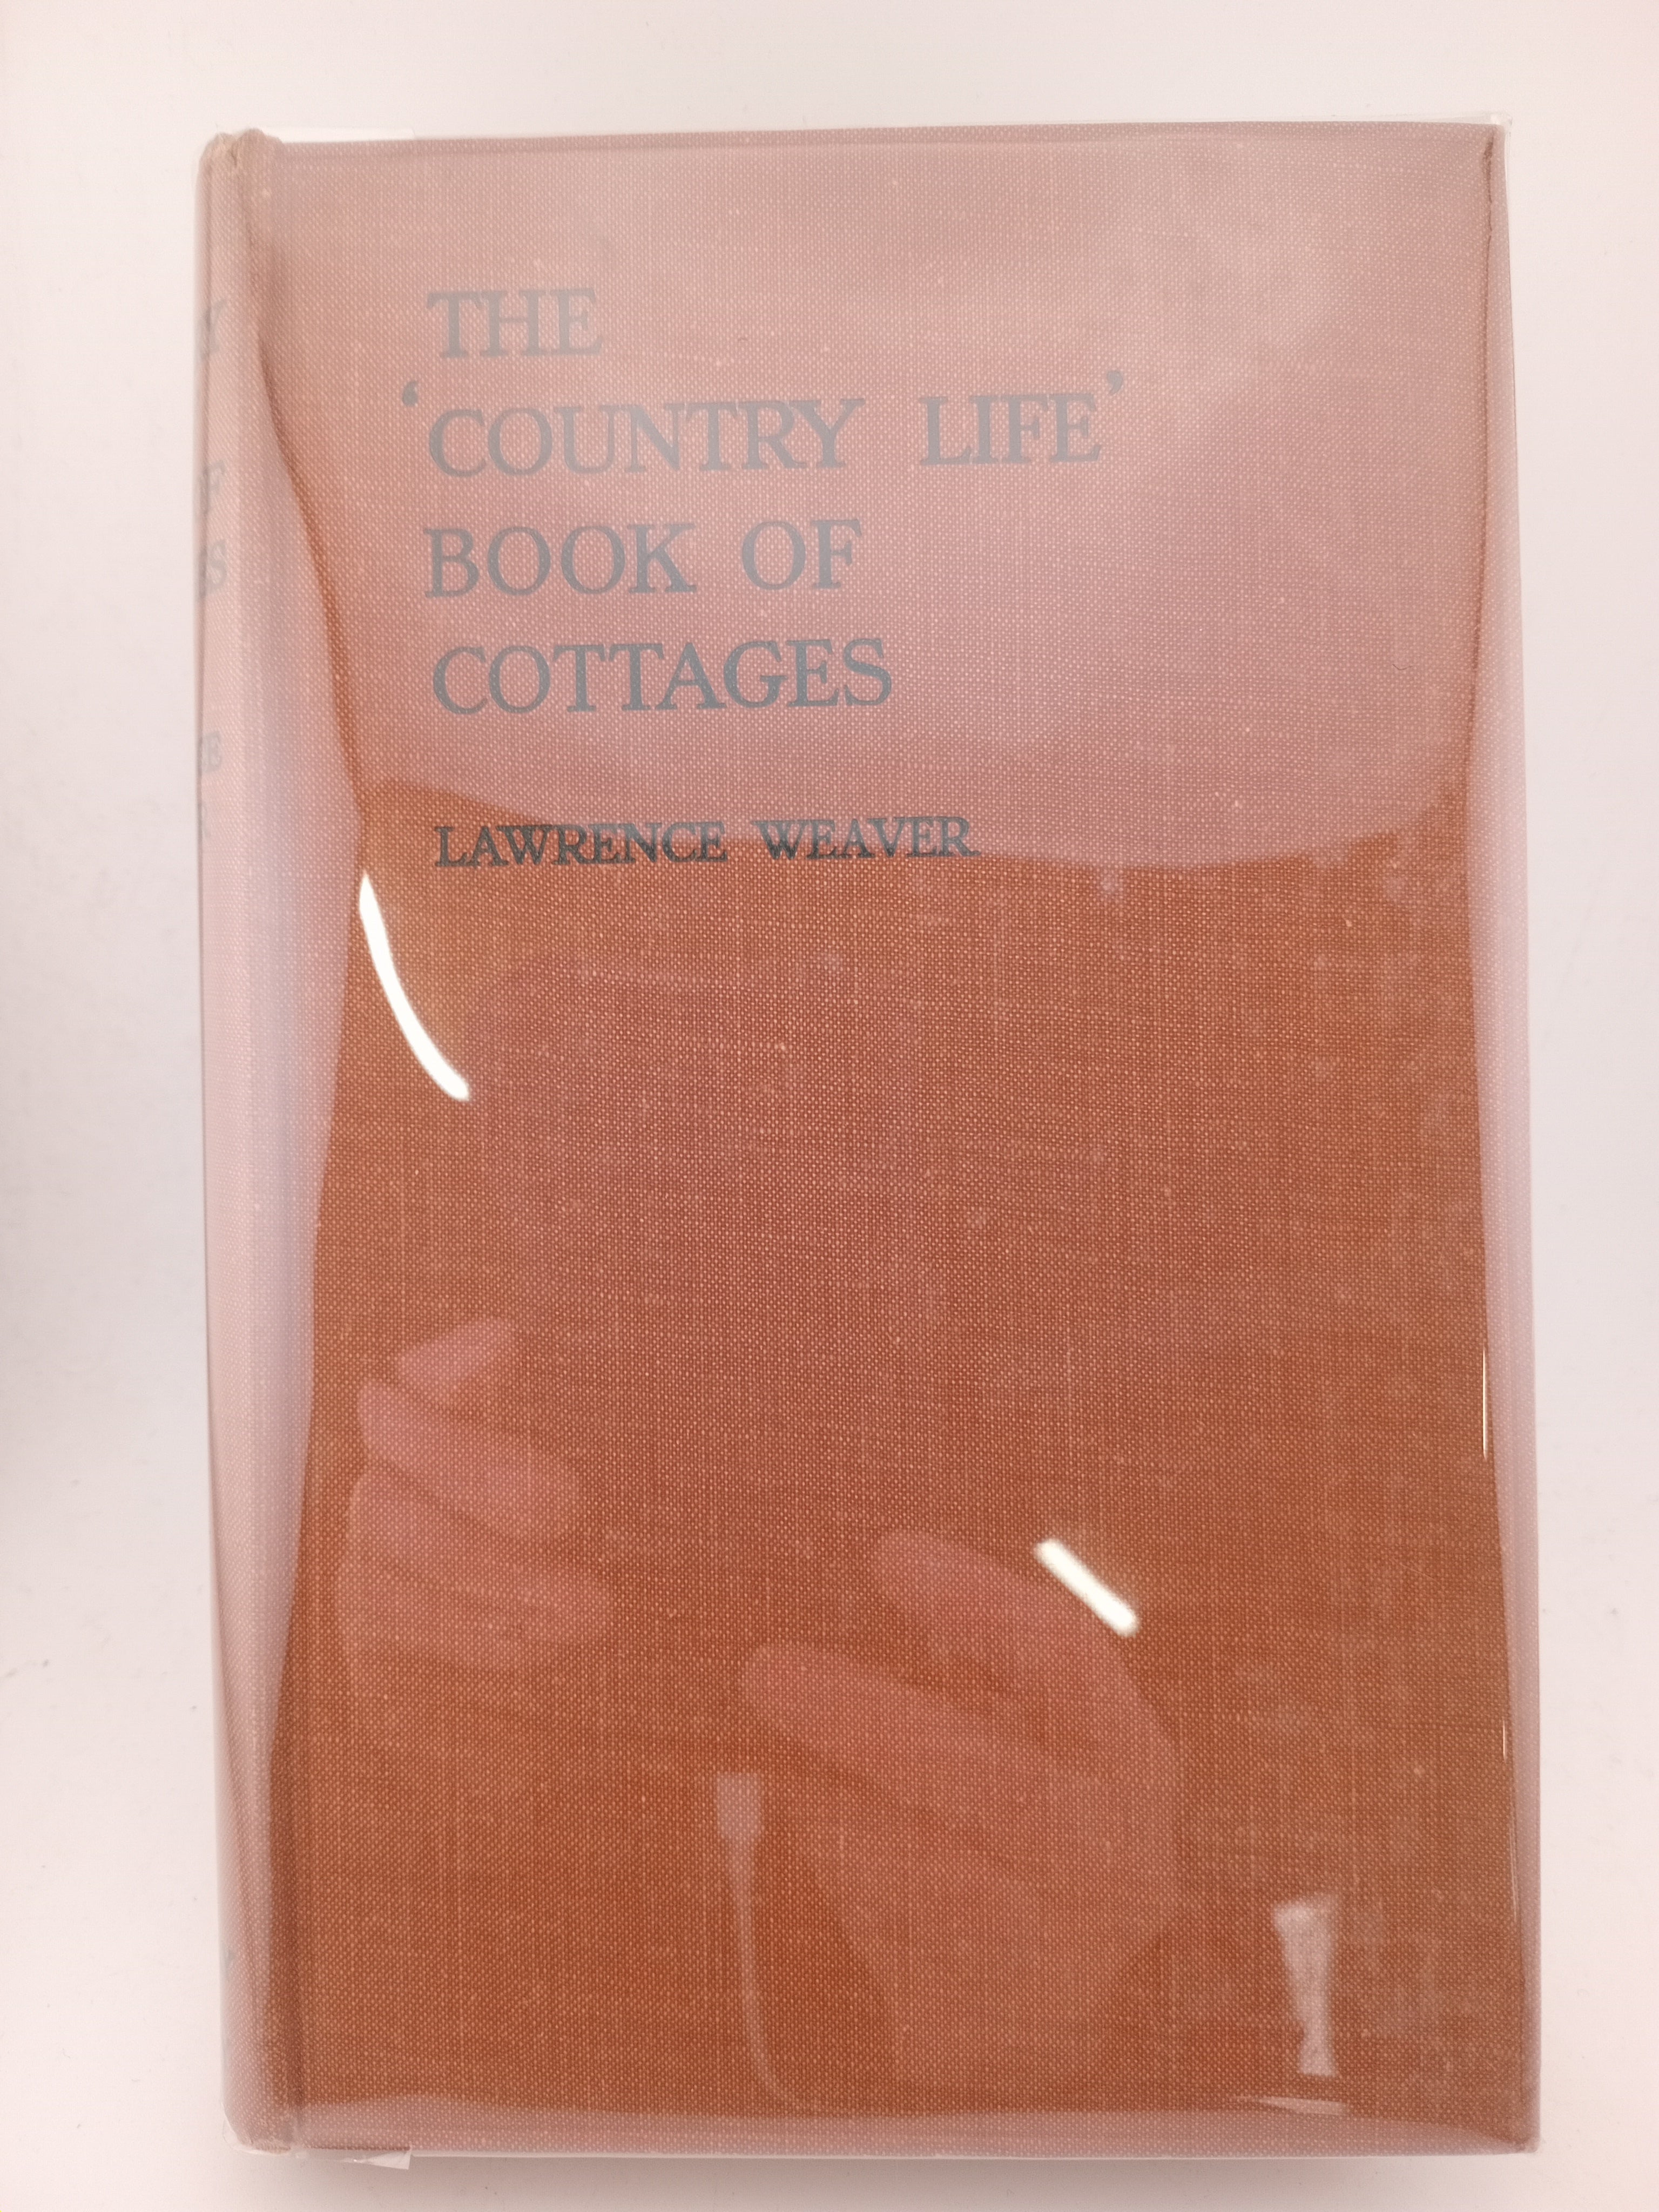 THE
‘COUNTRY LIFE’
BOOK OF
COTTAGES
LAWRENCE WEAVER